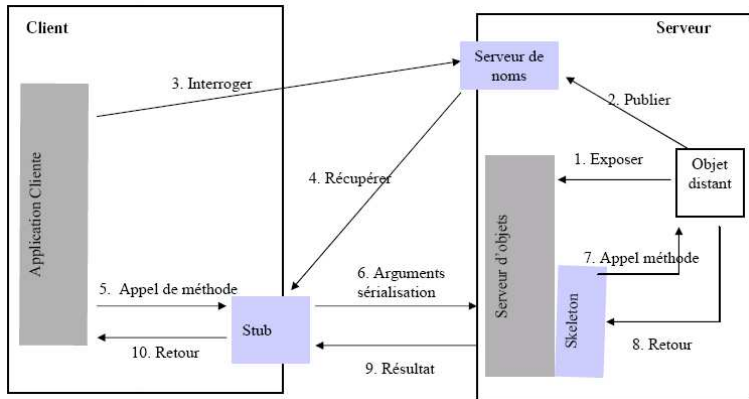 Client
Serveur
Serveur de
noms
3. Interroger
2. Publier
1. Exposer
Objet
distant
4. Récupérer
Application Cliente
Serveur d'objets
7. Appel méthode
5. Appel de méthode
6. Arguments
sérialisation
Stub
Skeleton
10. Retour
9. Résultat
8. Retour